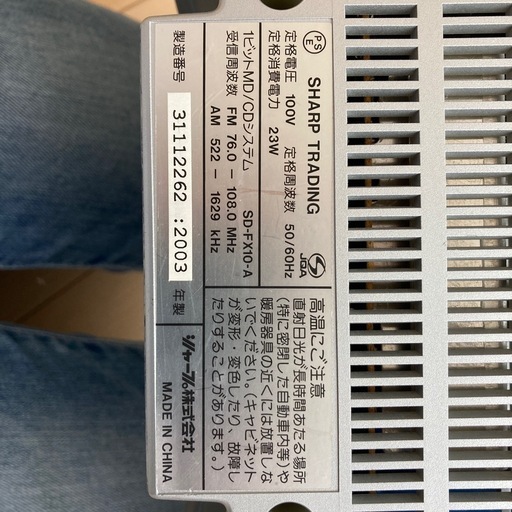 PS
E
SHARP TRADING
JQA
定格電圧 100V 定格周波数 50/60Hz
定格消費電力 23W
1ビットMD/CDシステム SD-FX10-A
受信周波数 FM 76.0 – 108.0 MHz
AM 522 – 1629 kHz
製造番号 31112262 :2003 年製
高温にご注意
直射日光が長時間あたる場所
(特に密閉した自動車内等)や
暖房器具の近くには放置しな
いでください。(キャビネット
が変形・変色したり、故障し
たりすることがあります。)
シャープ株式会社
MADE IN CHINA